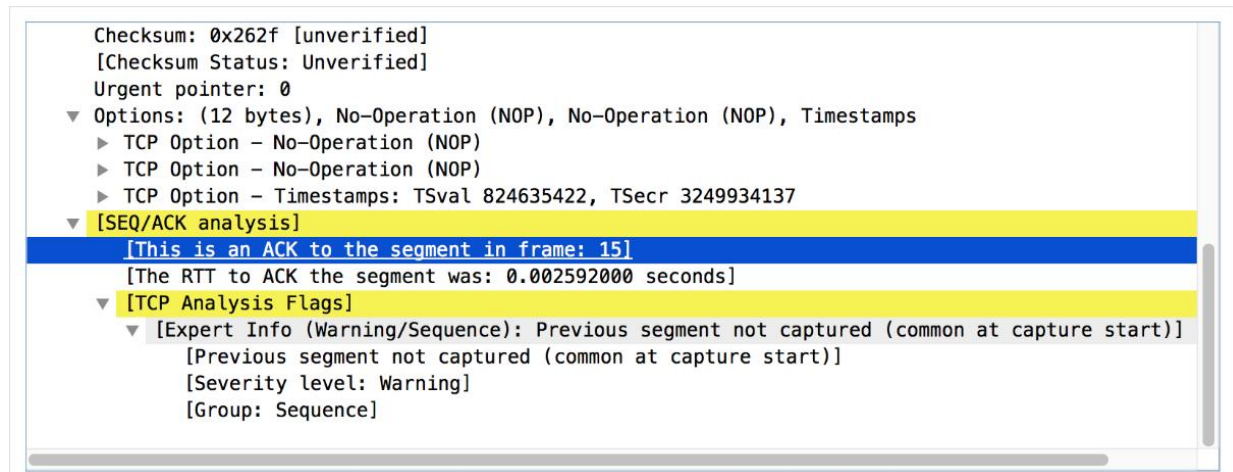 Checksum: 0x262f [unverified]
[Checksum Status: Unverified]
Urgent pointer: 0
Options: (12 bytes), No-Operation (NOP), No-Operation (NOP), Timestamps
TCP Option – No-Operation (NOP)
TCP Option – No-Operation (NOP)
TCP Option – Timestamps: TSval 824635422, TSecr 3249934137
[SEQ/ACK analysis]
[This is an ACK to the segment in frame: 15]
[The RTT to ACK the segment was: 0.002592000 seconds]
[TCP Analysis Flags]
[Expert Info (Warning/Sequence): Previous segment not captured (common at capture start)]
[Previous segment not captured (common at capture start)]
[Severity level: Warning]
[Group: Sequence]